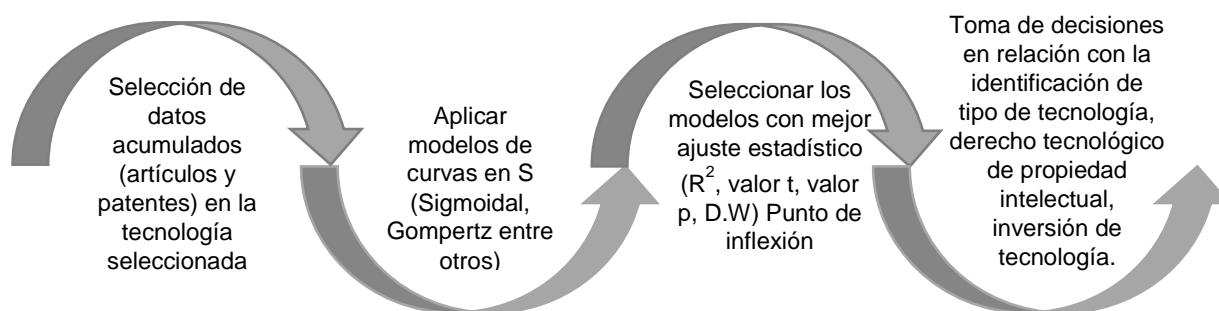 Selección de
datos
acumulados
(artículos y
patentes) en la
tecnología
seleccionada
Aplicar
modelos de
curvas en S
(Sigmoidal,
Gompertz entre
otros)
Seleccionar los
modelos con mejor
ajuste estadístico
(R², valor t, valor
p, D.W) Punto de
inflexión
Toma de decisiones
en relación con la
identificación de
tipo de tecnología,
derecho tecnológico
de propiedad
intelectual,
inversión de
tecnología.